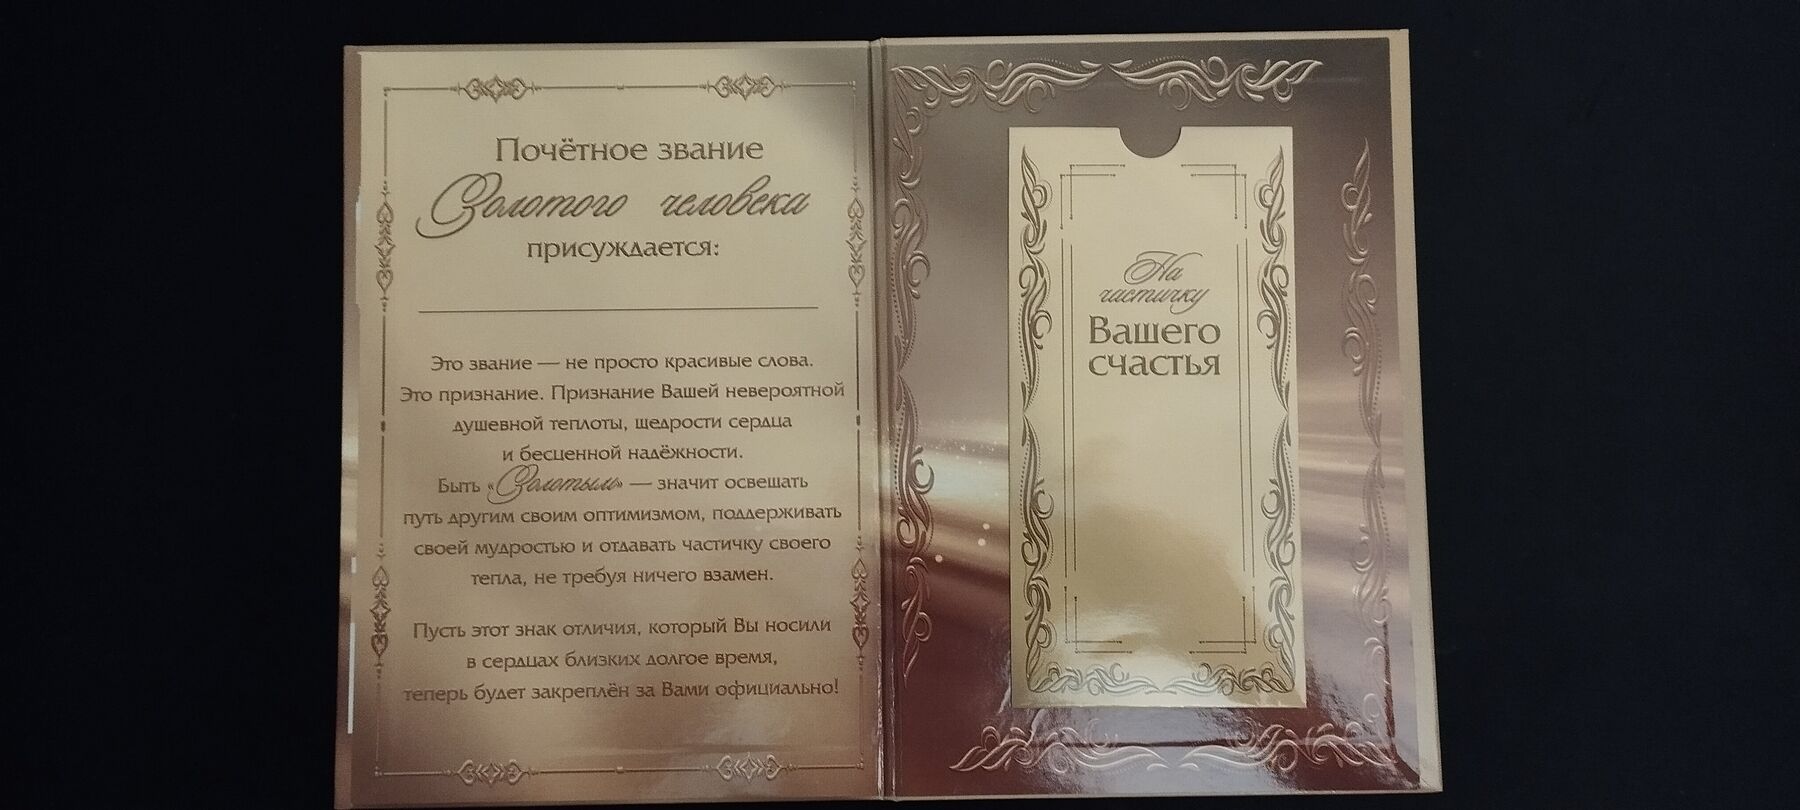 Почётное звание
Золотого человека
присуждается:
Это звание — не просто красивые слова.
Это признание. Признание Вашей невероятной
душевной теплоты, щедрости сердца
и бесценной надёжности.
Быть «Золотым» — значит освещать
путь другим своим оптимизмом, поддерживать
своей мудростью и отдавать частичку своего
тепла, не требуя ничего взамен.
Пусть этот знак отличия, который Вы носили
в сердцах близких долгое время,
теперь будет закреплён за Вами официально!
На
частичку
Вашего
счастья